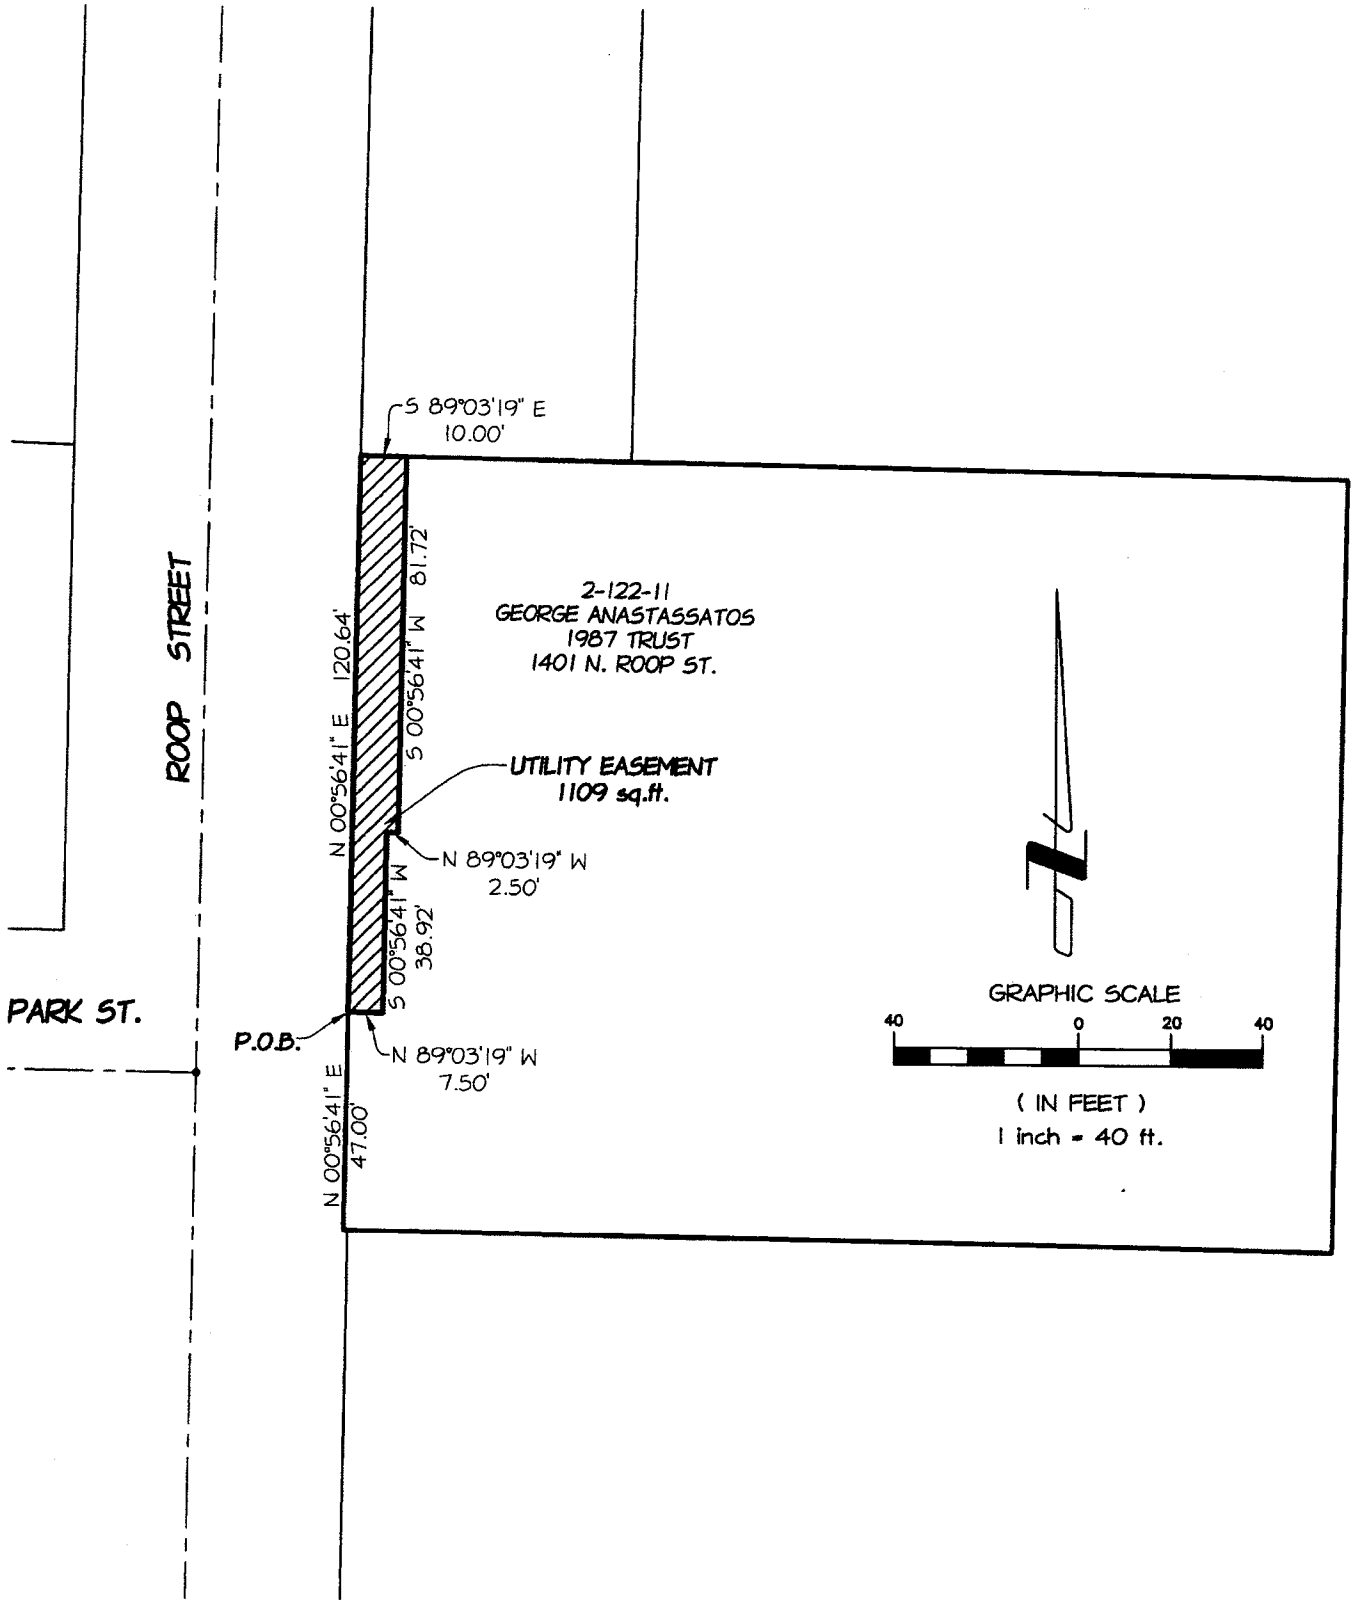 S 89°03'19" E
10.00'
81.72'
S 00°56'41" W
N 00°56'41" E 120.64'
ROOP STREET
2-122-11
GEORGE ANASTASSATOS
1987 TRUST
1401 N. ROOP ST.
UTILITY EASEMENT
1109 sq.ft.
N 89°03'19" W
2.50'
S 00°56'41" W
38.92'
PARK ST.
P.O.B.
N 89°03'19" W
7.50'
N 00°56'41" E
47.00'
N
GRAPHIC SCALE
40 0 20 40
( IN FEET )
1 inch = 40 ft.